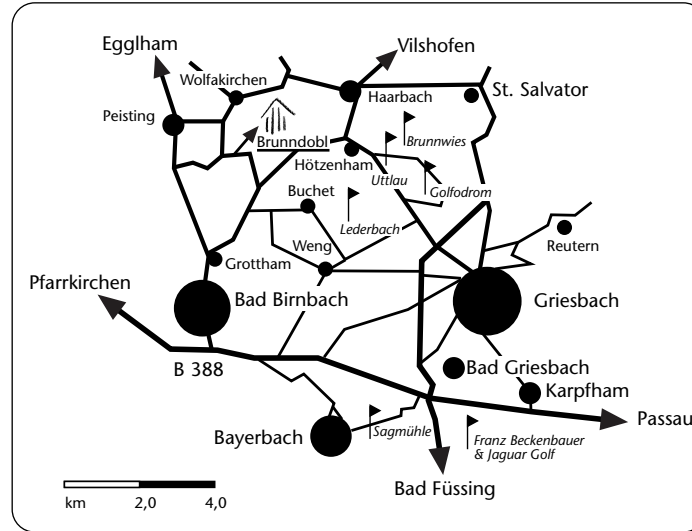 Egglham
Vilshofen
Wolfakirchen
Haarbach
St. Salvator
Peisting
Brunndobl
Brunnwies
Hötzenham
Uttlau
Golfodrom
Buchet
Lederbach
Weng
Reutern
Grottham
Pfarrkirchen
Bad Birnbach
Griesbach
B 388
Bad Griesbach
Karpfham
Passau
Bayerbach
Sagmühle
Franz Beckenbauer
& Jaguar Golf
Bad Füssing
km 2,0 4,0